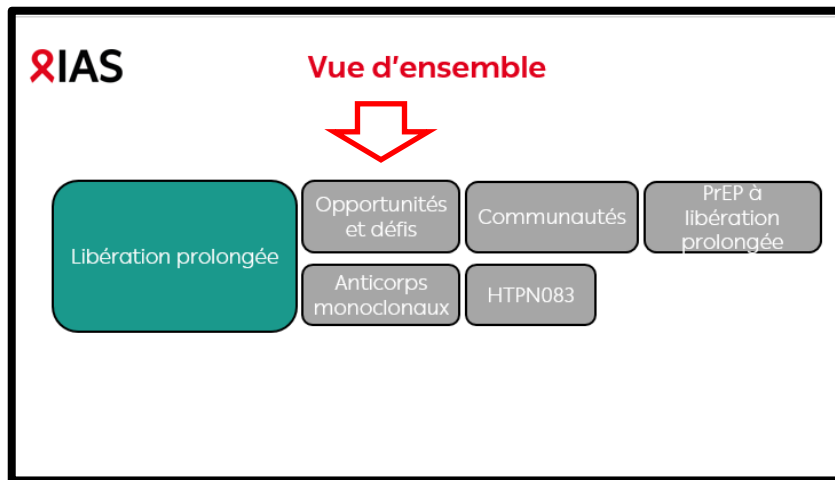 IAS
Vue d'ensemble
Libération prolongée
Opportunités
et défis
Communautés
PrEP à
libération
prolongée
Anticorps
monoclonaux
HTPN083